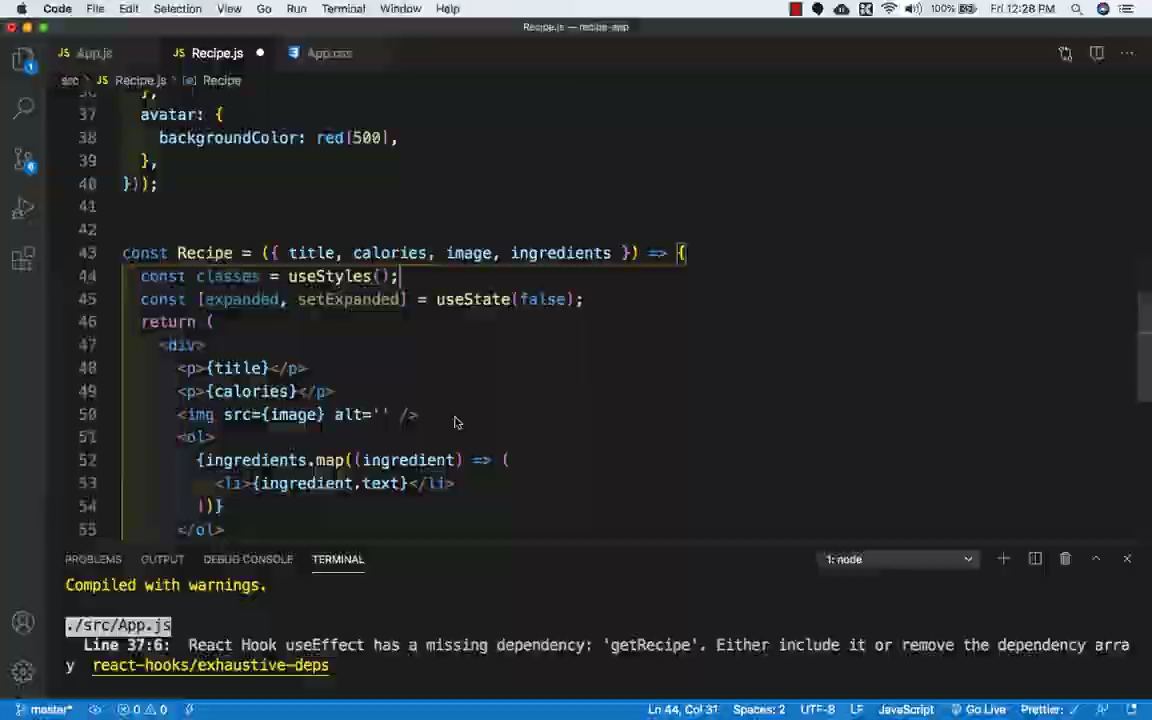 Code File Edit Selection View Go Run Terminal Window Help 100% Fri 12:28 PM
Recipe.js — recipe-app
JS App.js JS Recipe.js App.css
src JS Recipe.js Recipe
36 },
37 avatar: {
38 backgroundColor: red[500],
39 },
40 }));
41
42
43 const Recipe = ({ title, calories, image, ingredients }) => {
44 const classes = useStyles();
45 const [expanded, setExpanded] = useState(false);
46 return (
47 <div>
48 <p>{title}</p>
49 <p>{calories}</p>
50 <img src={image} alt='' />
51 <ol>
52 {ingredients.map((ingredient) => (
53 <li>{ingredient.text}</li>
54 ))}
55 </ol>
PROBLEMS OUTPUT DEBUG CONSOLE TERMINAL 1: node
Compiled with warnings.
./src/App.js
Line 37:6: React Hook useEffect has a missing dependency: 'getRecipe'. Either include it or remove the dependency arra
y react-hooks/exhaustive-deps
master* 0 0 Ln 44, Col 31 Spaces: 2 UTF-8 LF JavaScript Go Live Prettier: ✓